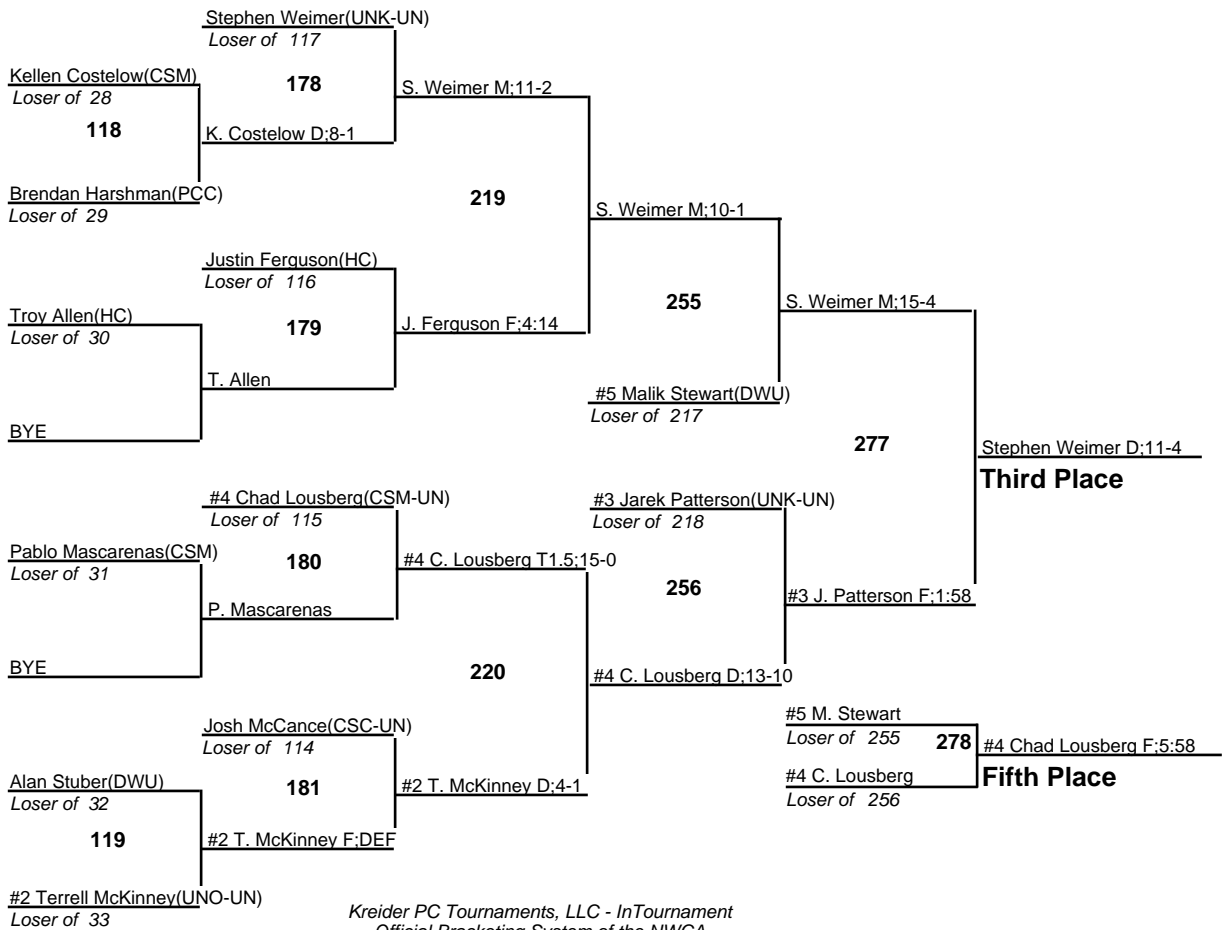 Stephen Weimer(UNK-UN)
Loser of 117
Kellen Costelow(CSM)
Loser of 28
178
S. Weimer M;11-2
118
K. Costelow D;8-1
Brendan Harshman(PCC)
Loser of 29
219
S. Weimer M;10-1
Justin Ferguson(HC)
Loser of 116
Troy Allen(HC)
Loser of 30
179
J. Ferguson F;4:14
255
S. Weimer M;15-4
T. Allen
#5 Malik Stewart(DWU)
Loser of 217
BYE
277
Stephen Weimer D;11-4
Third Place
#4 Chad Lousberg(CSM-UN)
Loser of 115
#3 Jarek Patterson(UNK-UN)
Loser of 218
Pablo Mascarenas(CSM)
Loser of 31
180
#4 C. Lousberg T1.5;15-0
256
#3 J. Patterson F;1:58
P. Mascarenas
BYE
220
#4 C. Lousberg D;13-10
Josh McCance(CSC-UN)
Loser of 114
#5 M. Stewart
Loser of 255
278
#4 Chad Lousberg F;5:58
Fifth Place
#4 C. Lousberg
Loser of 256
Alan Stuber(DWU)
Loser of 32
181
#2 T. McKinney D;4-1
119
#2 T. McKinney F;DEF
#2 Terrell McKinney(UNO-UN)
Loser of 33
Kreider PC Tournaments, LLC - InTournament
Official Bracketing System of the NWCA